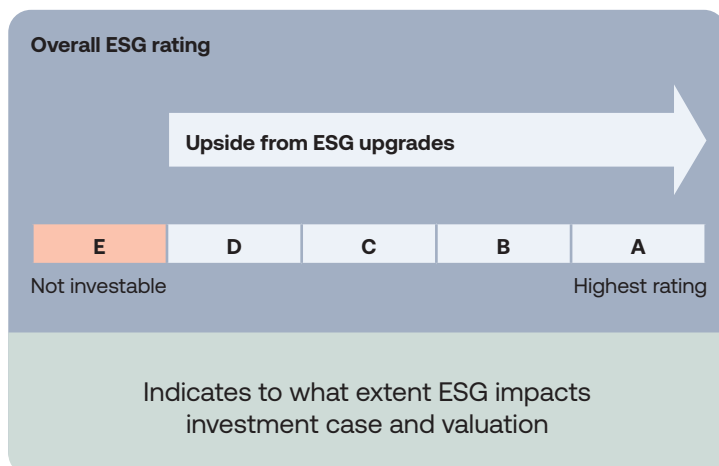 Overall ESG rating
Upside from ESG upgrades
E D C B A
Not investable Highest rating
Indicates to what extent ESG impacts
investment case and valuation